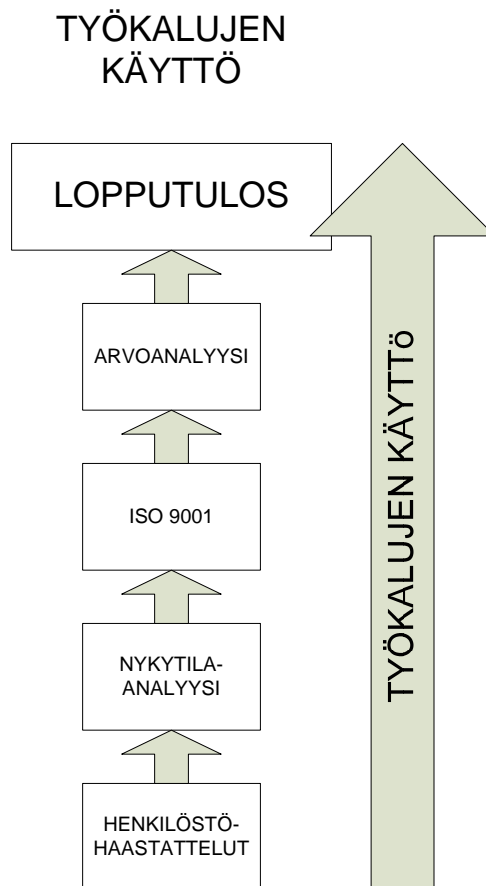 TYÖKALUJEN
KÄYTTÖ
LOPPUTULOS
ARVOANALYYSI
ISO 9001
NYKYTILA-
ANALYYSI
HENKILÖSTÖ-
HAASTATTELUT
TYÖKALUJEN KÄYTTÖ